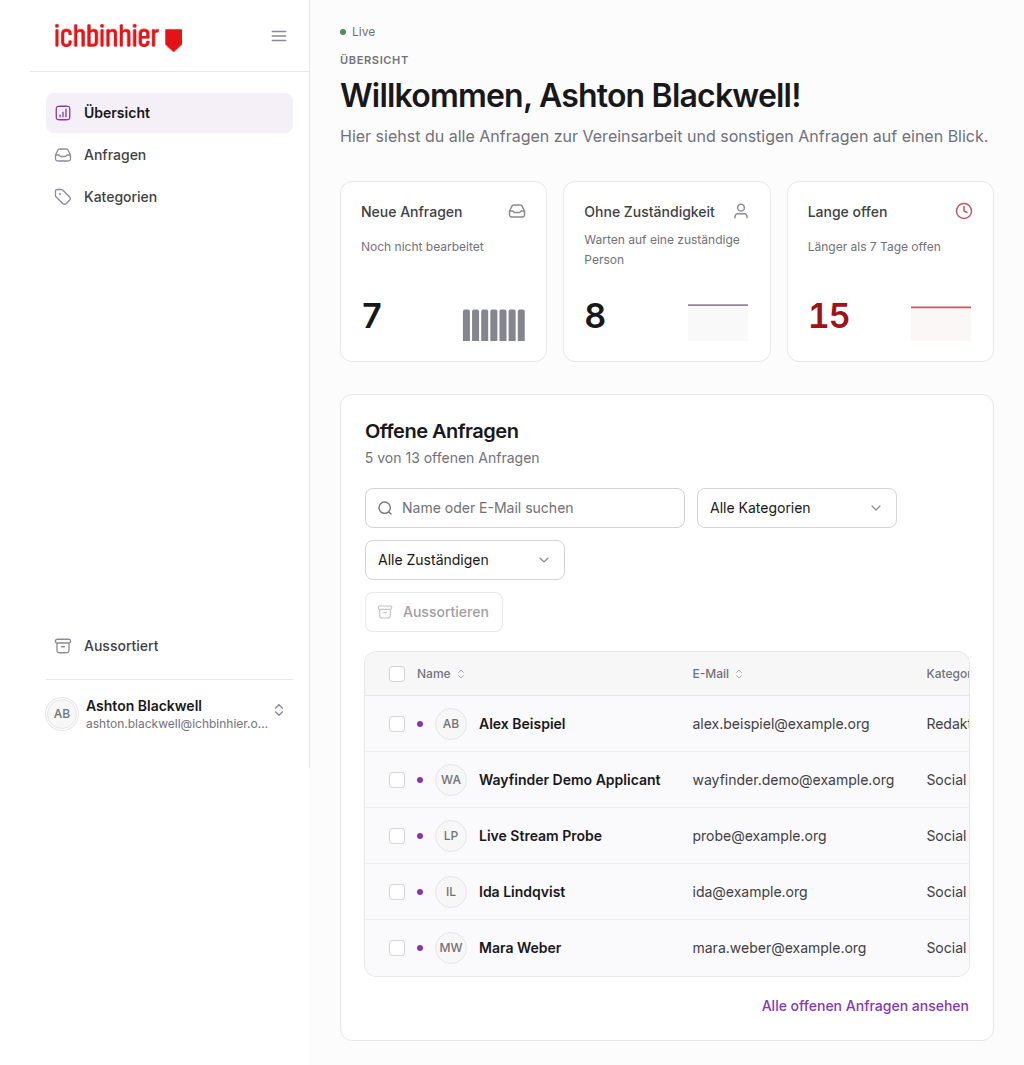 ichbinhier
Übersicht
Anfragen
Kategorien
Aussortiert
AB
Ashton Blackwell
ashton.blackwell@ichbinhier.o...
Live
ÜBERSICHT
Willkommen, Ashton Blackwell!
Hier siehst du alle Anfragen zur Vereinsarbeit und sonstigen Anfragen auf einen Blick.
Neue Anfragen
Noch nicht bearbeitet
7
Ohne Zuständigkeit
Warten auf eine zuständige
Person
8
Lange offen
Länger als 7 Tage offen
15
Offene Anfragen
5 von 13 offenen Anfragen
Name oder E-Mail suchen
Alle Kategorien
Alle Zuständigen
Aussortieren
Name E-Mail Kategor
AB Alex Beispiel alex.beispiel@example.org Redakt
WA Wayfinder Demo Applicant wayfinder.demo@example.org Social
LP Live Stream Probe probe@example.org Social
IL Ida Lindqvist ida@example.org Social
MW Mara Weber mara.weber@example.org Social
Alle offenen Anfragen ansehen